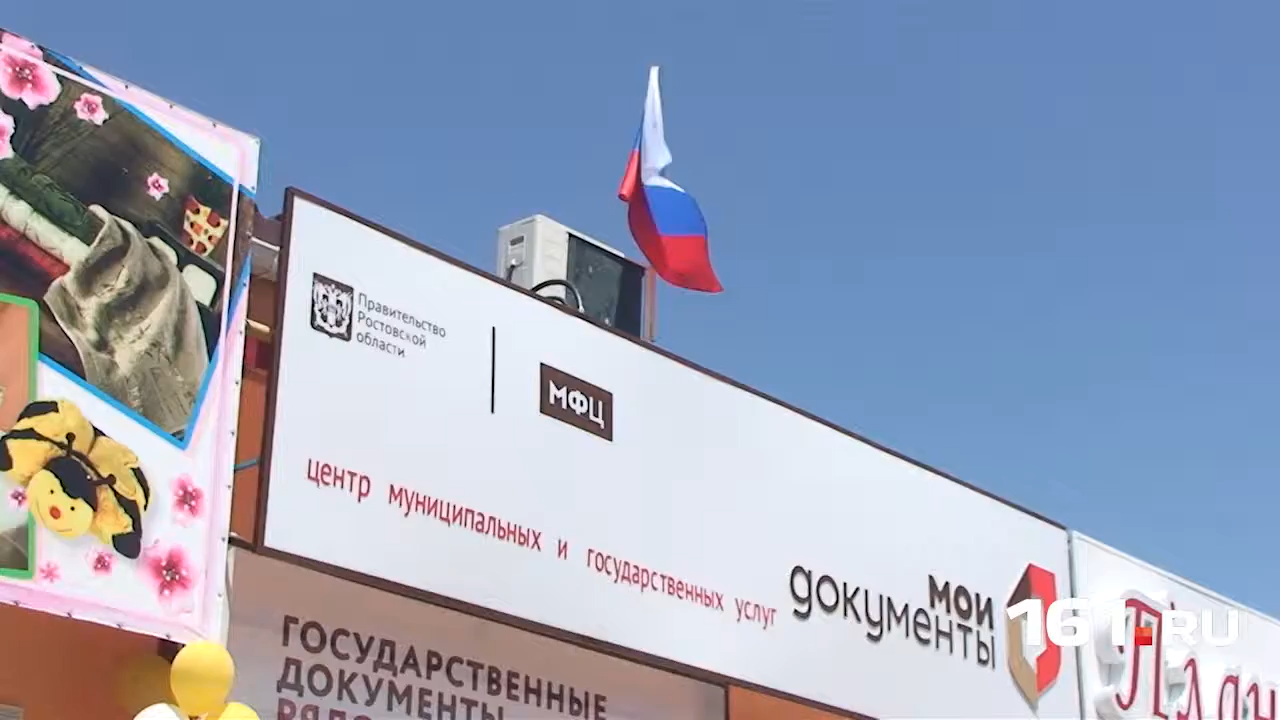 Правительство
Ростовской
области
МФЦ
центр муниципальных и государственных услуг
мои
документы
161.RU
ГОСУДАРСТВЕННЫЕ
ДОКУМЕНТЫ